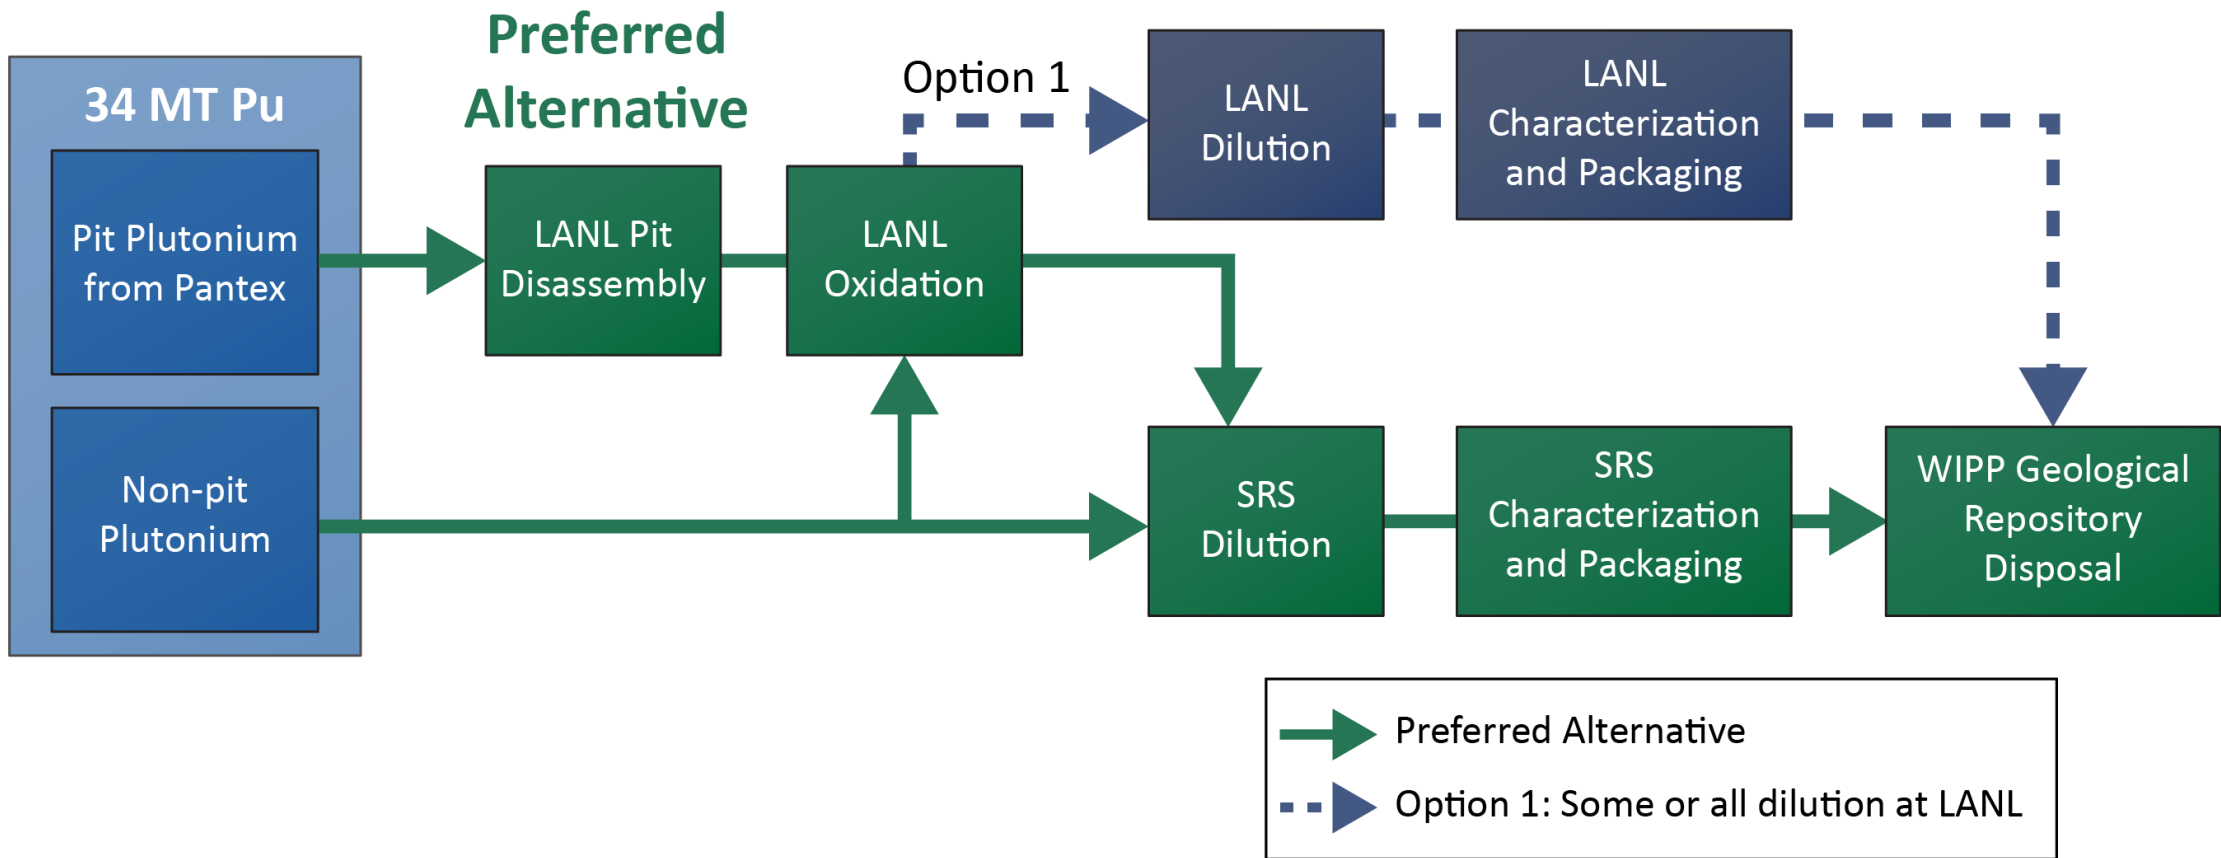 Preferred
Alternative
34 MT Pu
Pit Plutonium
from Pantex
Non-pit
Plutonium
LANL Pit
Disassembly
LANL
Oxidation
Option 1
LANL
Dilution
LANL
Characterization
and Packaging
SRS
Dilution
SRS
Characterization
and Packaging
WIPP Geological
Repository
Disposal
Preferred Alternative
Option 1: Some or all dilution at LANL